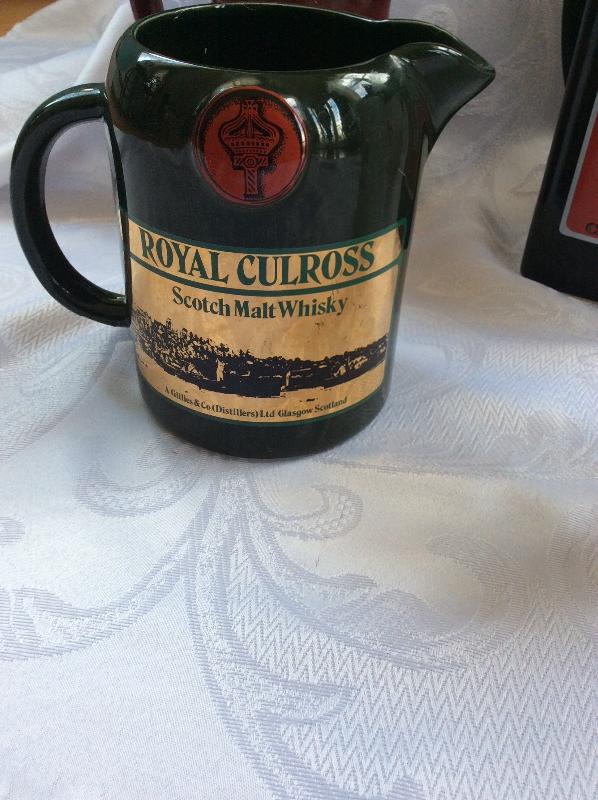 ROYAL CULROSS
Scotch Malt Whisky
A Gillies & Co (Distillers) Ltd Glasgow Scotland